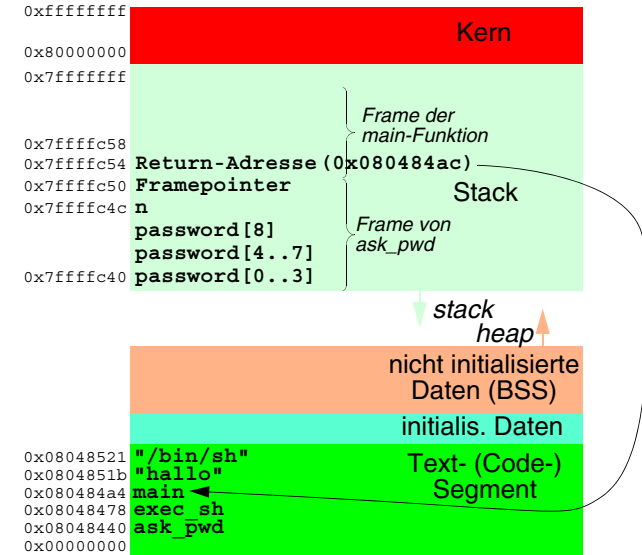 0xffffffff
Kern
0x80000000
0x7fffffff
Frame der
main-Funktion
0x7ffffc58
0x7ffffc54 Return-Adresse (0x080484ac)
0x7ffffc50 Framepointer
Stack
0x7ffffc4c n
password[8]
Frame von
ask_pwd
password[4..7]
0x7ffffc40 password[0..3]
stack
heap
nicht initialisierte
Daten (BSS)
initialis. Daten
0x08048521 "/bin/sh"
Text- (Code-)
Segment
0x0804851b "hallo"
0x080484a4 main
0x08048478 exec_sh
0x08048440 ask_pwd
0x00000000